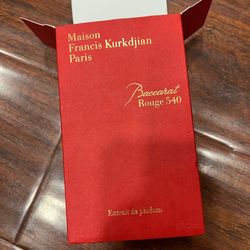 Maison
Francis Kurkdjian
Paris
Baccarat
Rouge 540
Extrait de parfum